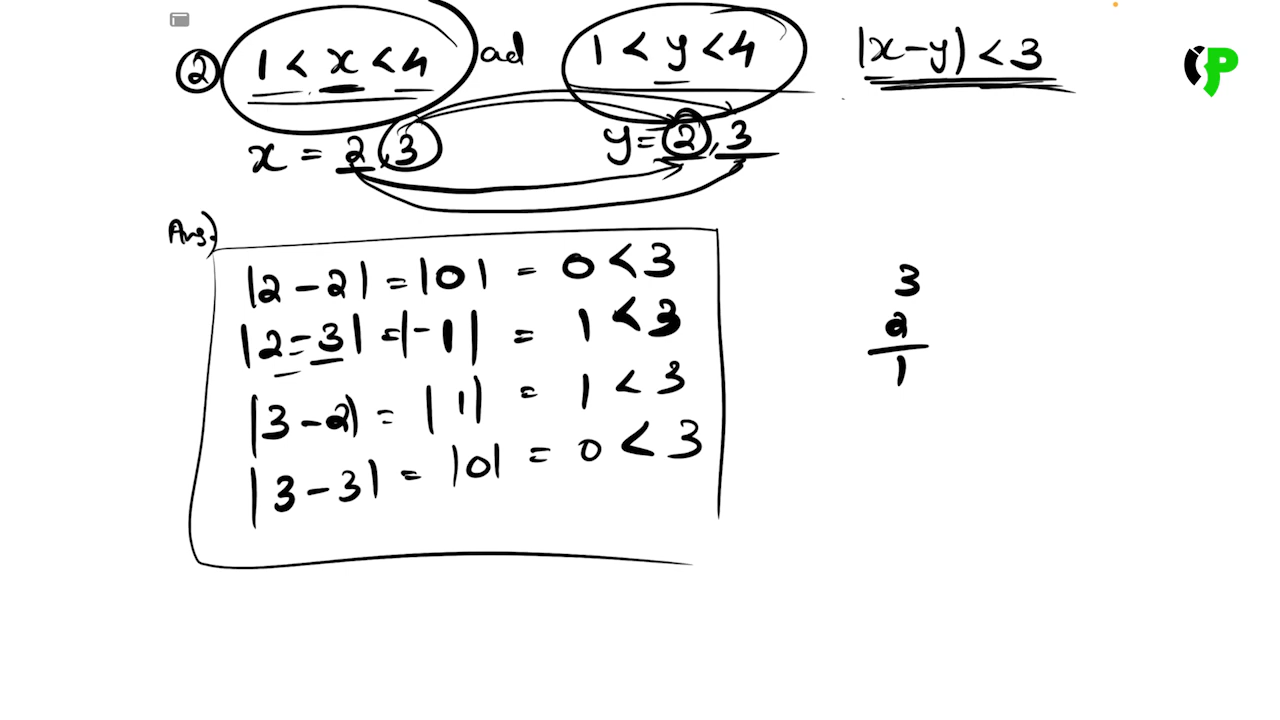 ② 1 < x < 4 ad 1 < y < 4 |x-y| < 3
x = 2, 3 y = 2, 3
Ans)
|2 - 2| = |0| = 0 < 3
|2 - 3| = |-1| = 1 < 3
|3 - 2| = |1| = 1 < 3
|3 - 3| = |0| = 0 < 3
3
2
1
P